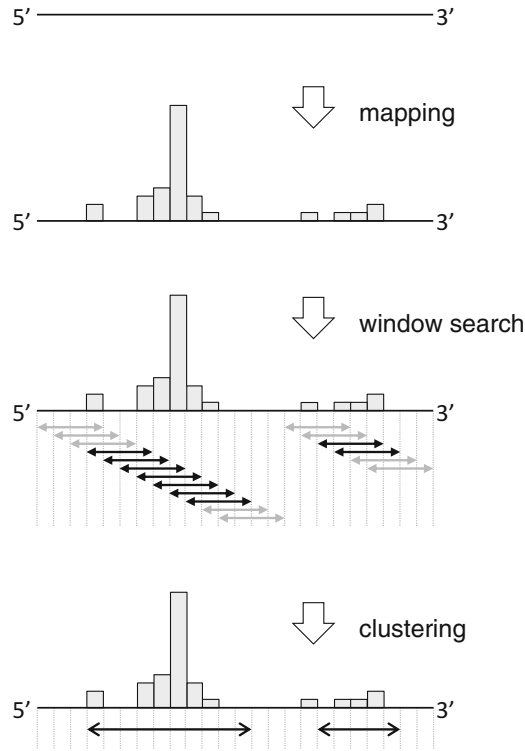 5’ 3’
mapping
5’ 3’
window search
5’ 3’
clustering
5’ 3’